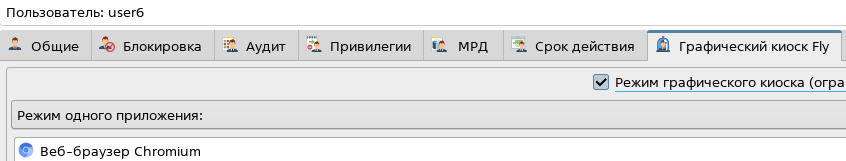 Пользователь: user6
Общие Блокировка Аудит Привилегии МРД Срок действия Графический киоск Fly
Режим графического киоска (огра
Режим одного приложения:
Веб-браузер Chromium